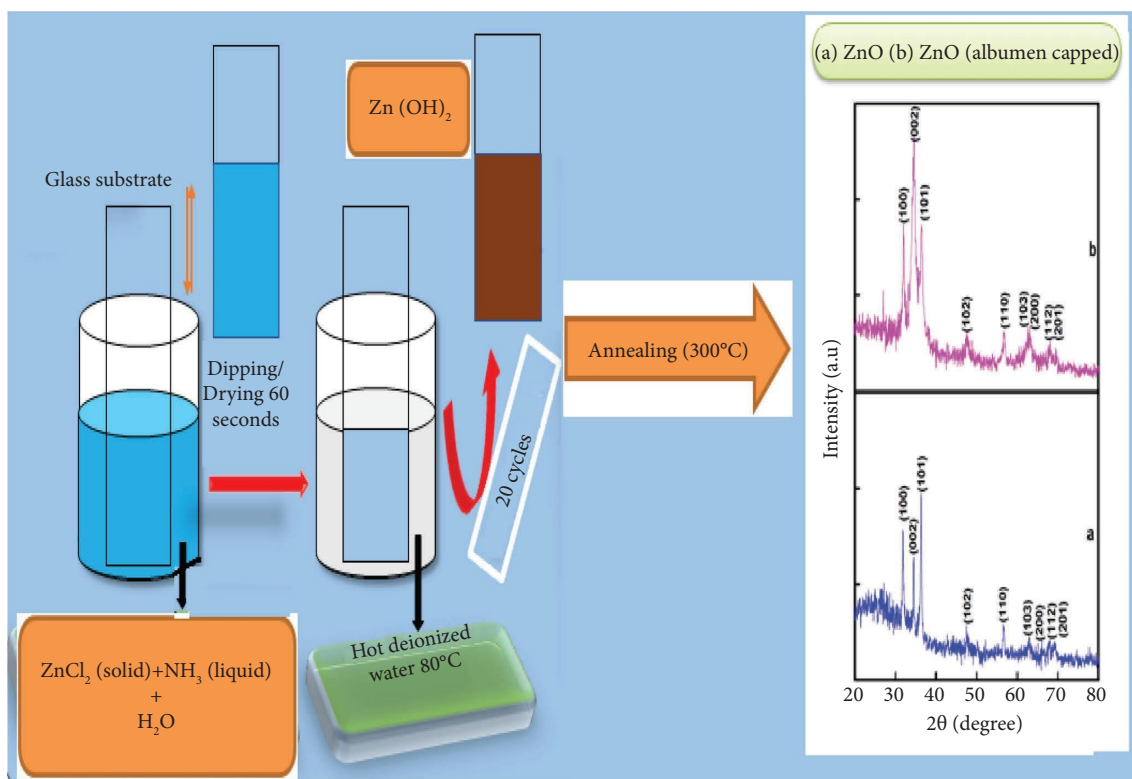 Glass substrate
Zn (OH)₂
Dipping/
Drying 60
seconds
20 cycles
Annealing (300°C)
ZnCl₂ (solid)+NH₃ (liquid)
+
H₂O
Hot deionized
water 80°C
(a) ZnO (b) ZnO (albumen capped)
Intensity (a.u)
(100)
(002)
(101)
(102)
(110)
(103)
(200)
(112)
(201)
b
(100)
(002)
(101)
(102)
(110)
(103)
(200)
(112)
(201)
a
20 30 40 50 60 70 80
2θ (degree)